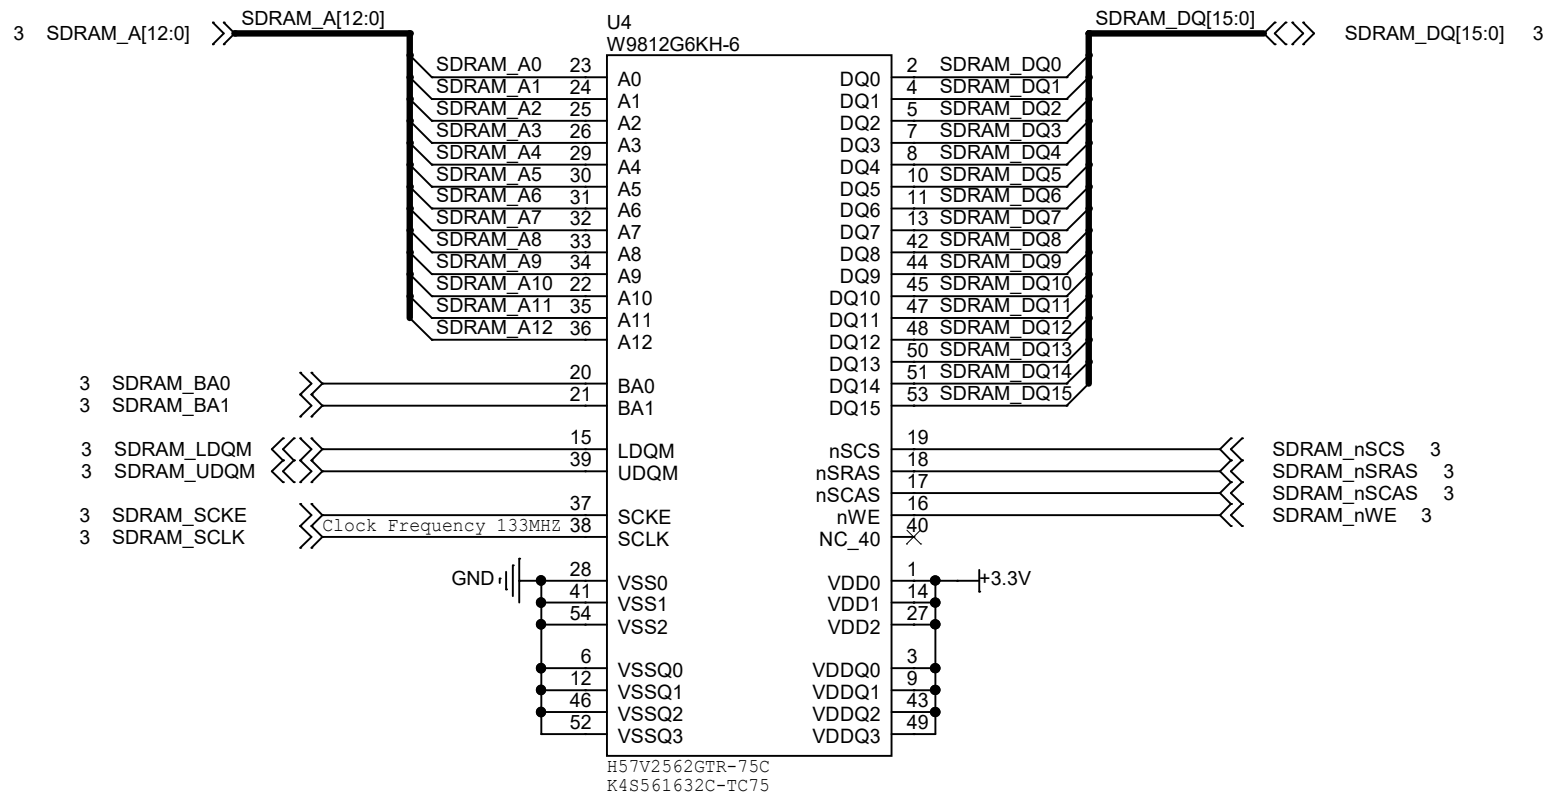 3 SDRAM_A[12:0] SDRAM_A[12:0] U4 SDRAM_DQ[15:0] SDRAM_DQ[15:0] 3
W9812G6KH-6
SDRAM_A0 23 A0 DQ0 2 SDRAM_DQ0
SDRAM_A1 24 A1 DQ1 4 SDRAM_DQ1
SDRAM_A2 25 A2 DQ2 5 SDRAM_DQ2
SDRAM_A3 26 A3 DQ3 7 SDRAM_DQ3
SDRAM_A4 29 A4 DQ4 8 SDRAM_DQ4
SDRAM_A5 30 A5 DQ5 10 SDRAM_DQ5
SDRAM_A6 31 A6 DQ6 11 SDRAM_DQ6
SDRAM_A7 32 A7 DQ7 13 SDRAM_DQ7
SDRAM_A8 33 A8 DQ8 42 SDRAM_DQ8
SDRAM_A9 34 A9 DQ9 44 SDRAM_DQ9
SDRAM_A10 22 A10 DQ10 45 SDRAM_DQ10
SDRAM_A11 35 A11 DQ11 47 SDRAM_DQ11
SDRAM_A12 36 A12 DQ12 48 SDRAM_DQ12
DQ13 50 SDRAM_DQ13
3 SDRAM_BA0 20 BA0 DQ14 51 SDRAM_DQ14
3 SDRAM_BA1 21 BA1 DQ15 53 SDRAM_DQ15
3 SDRAM_LDQM 15 LDQM nSCS 19 SDRAM_nSCS 3
3 SDRAM_UDQM 39 UDQM nSRAS 18 SDRAM_nSRAS 3
nSCAS 17 SDRAM_nSCAS 3
3 SDRAM_SCKE 37 SCKE nWE 16 SDRAM_nWE 3
3 SDRAM_SCLK Clock Frequency 133MHZ 38 SCLK NC_40 40
GND 28 VSS0 VDD0 1 +3.3V
41 VSS1 VDD1 14
54 VSS2 VDD2 27
6 VSSQ0 VDDQ0 3
12 VSSQ1 VDDQ1 9
46 VSSQ2 VDDQ2 43
52 VSSQ3 VDDQ3 49
H57V2562GTR-75C
K4S561632C-TC75